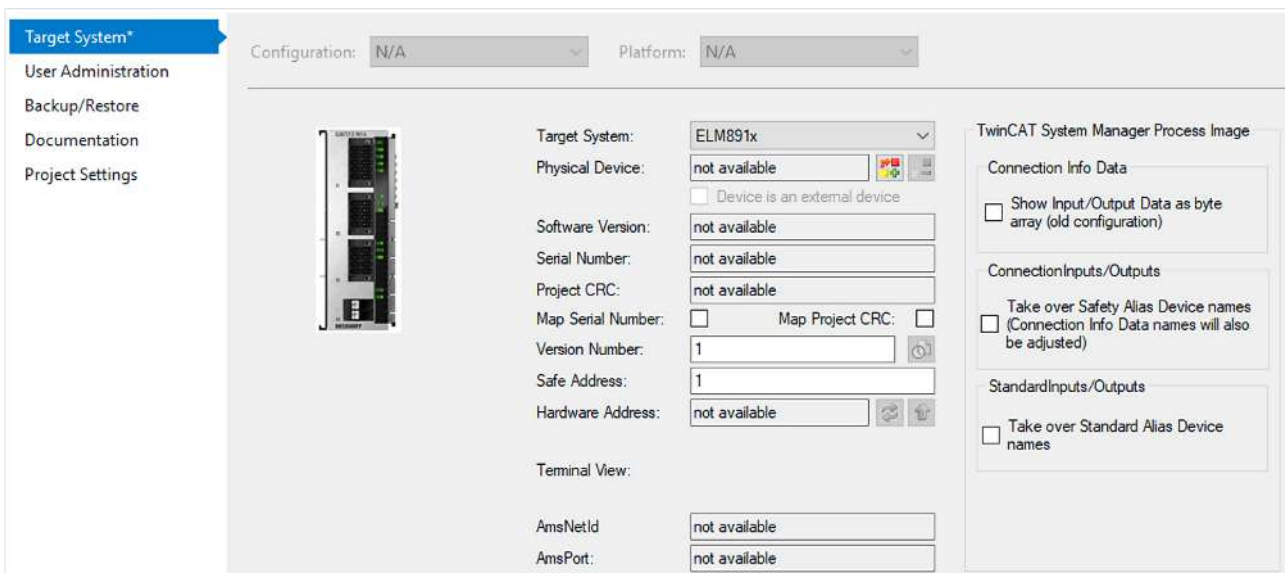 Target System*
User Administration
Backup/Restore
Documentation
Project Settings
Configuration: N/A Platform: N/A
Target System: ELM891x
Physical Device: not available
Device is an external device
Software Version: not available
Serial Number: not available
Project CRC: not available
Map Serial Number: Map Project CRC:
Version Number: 1
Safe Address: 1
Hardware Address: not available
Terminal View:
AmsNetId not available
AmsPort: not available
TwinCAT System Manager Process Image
Connection Info Data
Show Input/Output Data as byte
array (old configuration)
ConnectionInputs/Outputs
Take over Safety Alias Device names
(Connection Info Data names will also
be adjusted)
StandardInputs/Outputs
Take over Standard Alias Device
names